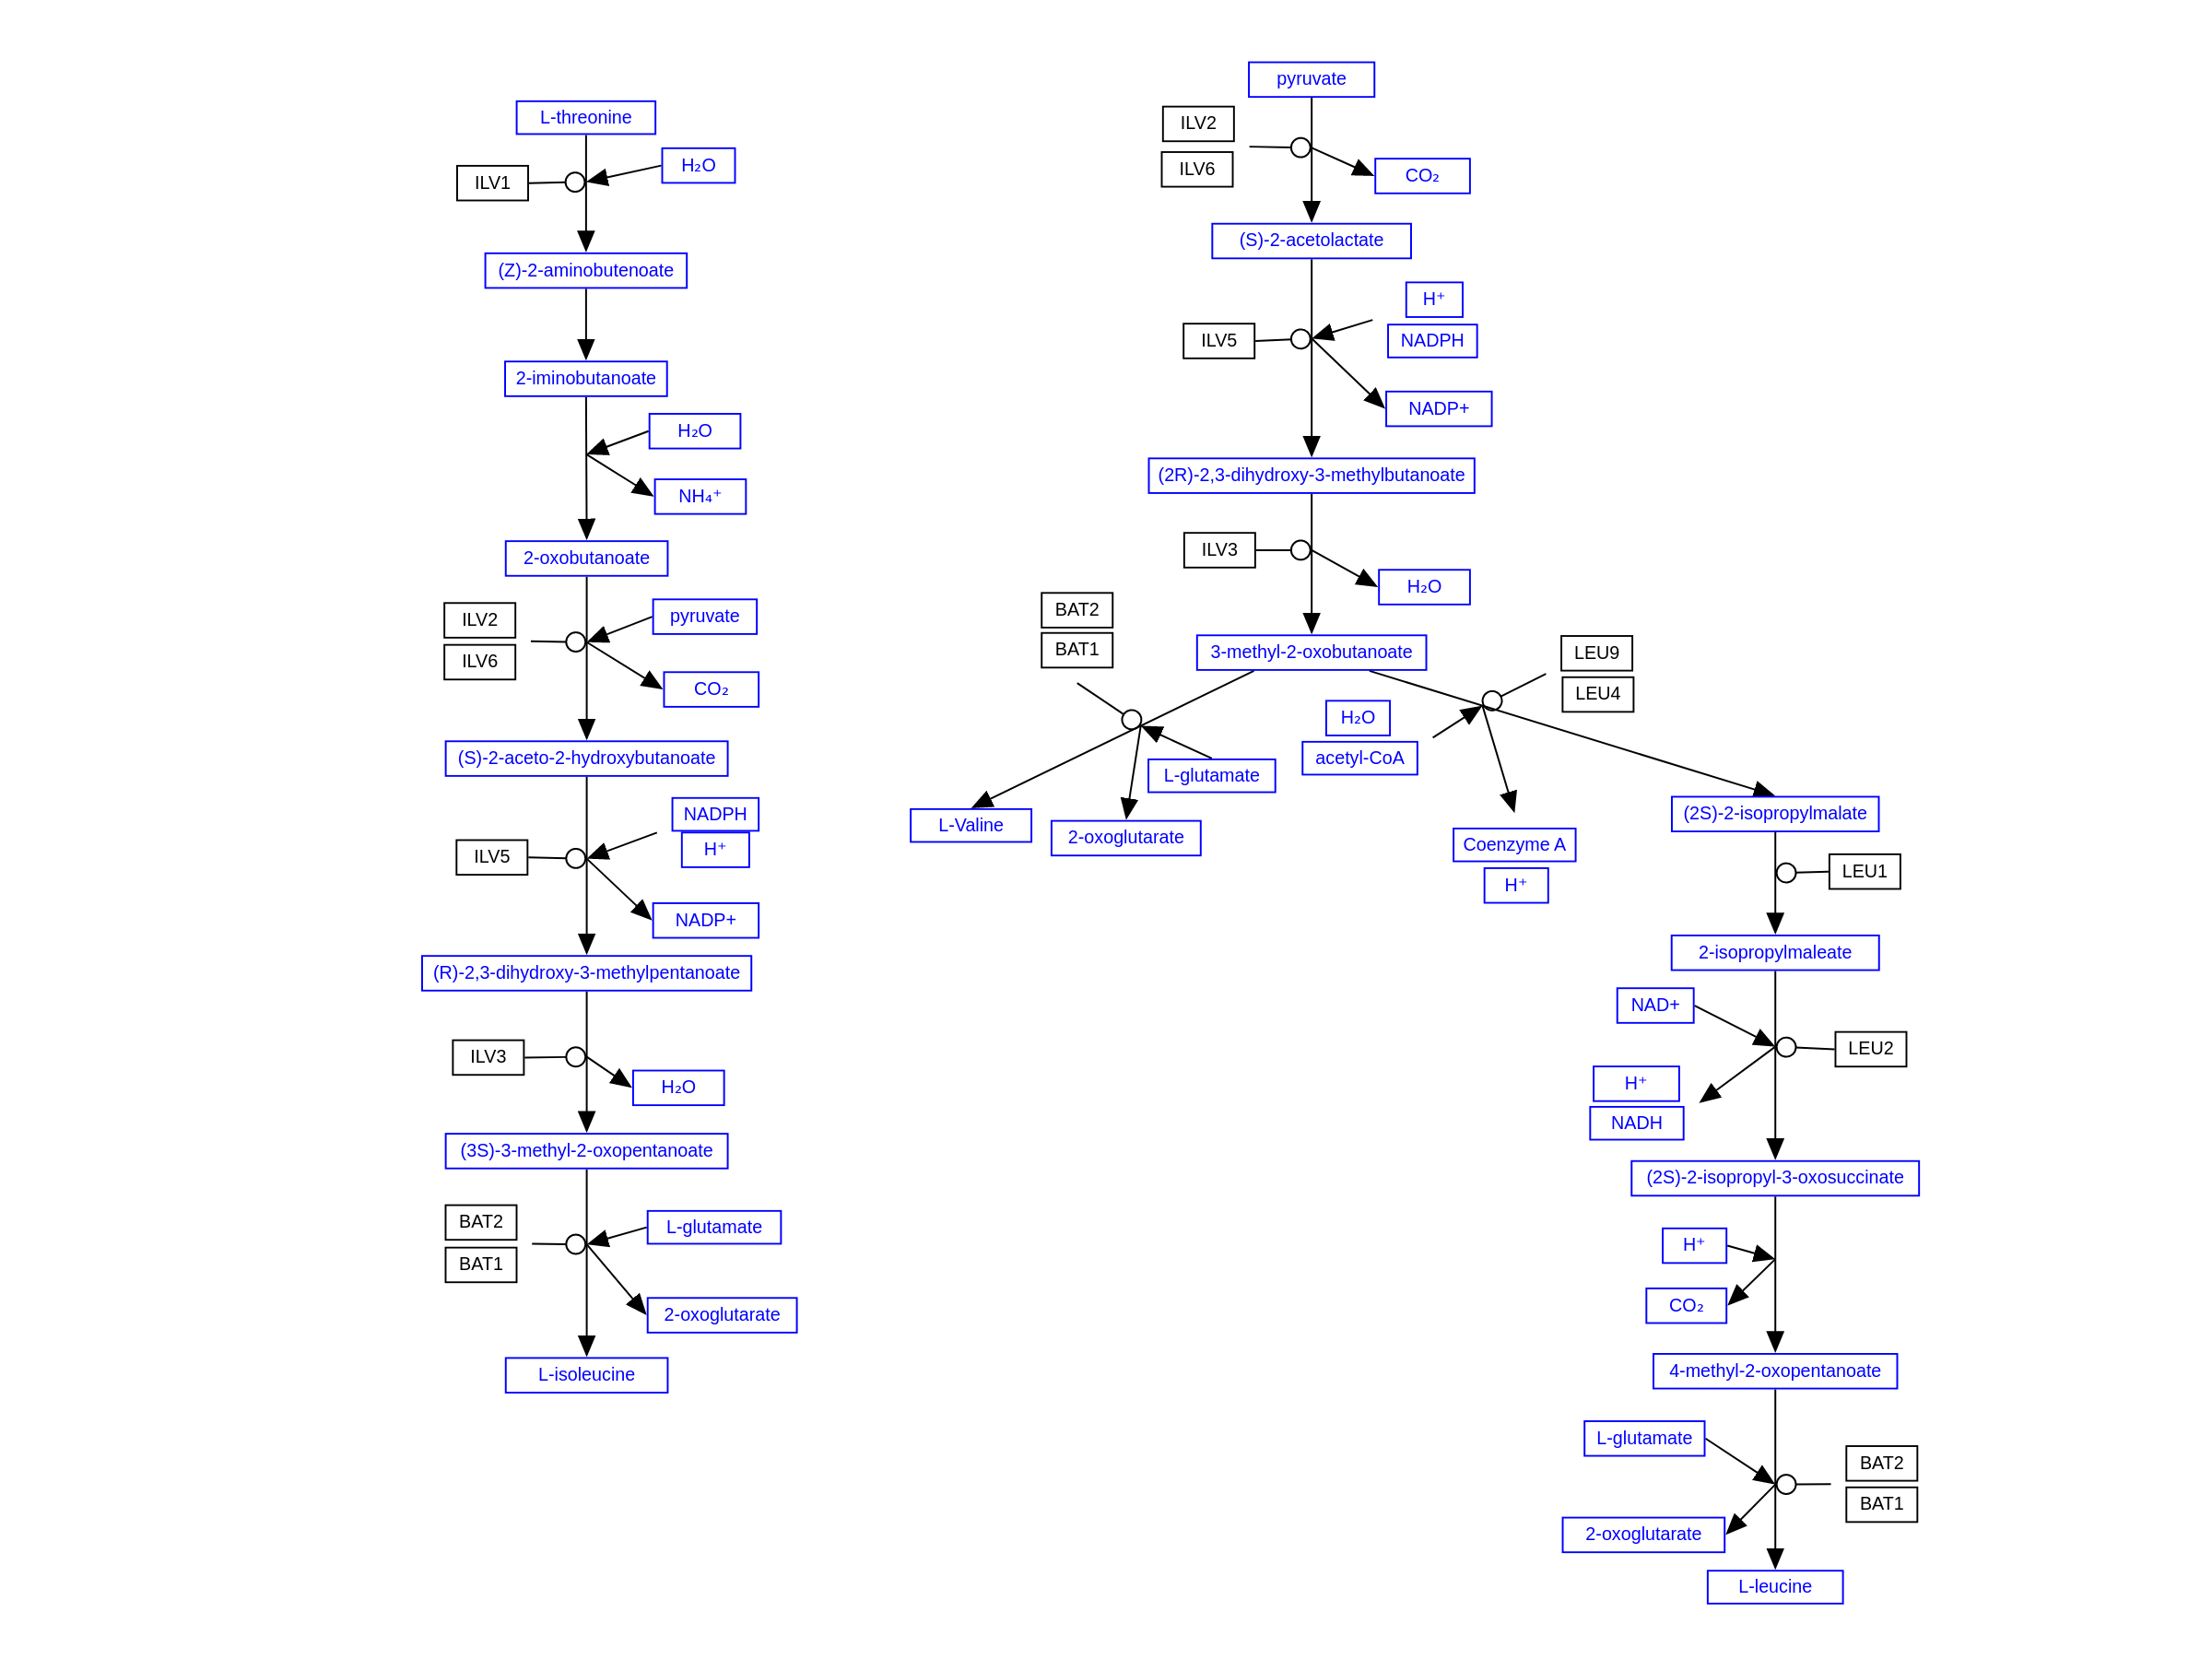 L-threonine
ILV1
H₂O
(Z)-2-aminobutenoate
2-iminobutanoate
H₂O
NH₄⁺
2-oxobutanoate
ILV2
ILV6
pyruvate
CO₂
(S)-2-aceto-2-hydroxybutanoate
NADPH
H⁺
ILV5
NADP+
(R)-2,3-dihydroxy-3-methylpentanoate
ILV3
H₂O
(3S)-3-methyl-2-oxopentanoate
BAT2
BAT1
L-glutamate
2-oxoglutarate
L-isoleucine
pyruvate
ILV2
ILV6
CO₂
(S)-2-acetolactate
H⁺
NADPH
ILV5
NADP+
(2R)-2,3-dihydroxy-3-methylbutanoate
ILV3
H₂O
BAT2
BAT1
3-methyl-2-oxobutanoate
LEU9
LEU4
H₂O
acetyl-CoA
L-glutamate
L-Valine
2-oxoglutarate
Coenzyme A
H⁺
(2S)-2-isopropylmalate
LEU1
2-isopropylmaleate
NAD+
LEU2
H⁺
NADH
(2S)-2-isopropyl-3-oxosuccinate
H⁺
CO₂
4-methyl-2-oxopentanoate
L-glutamate
BAT2
BAT1
2-oxoglutarate
L-leucine